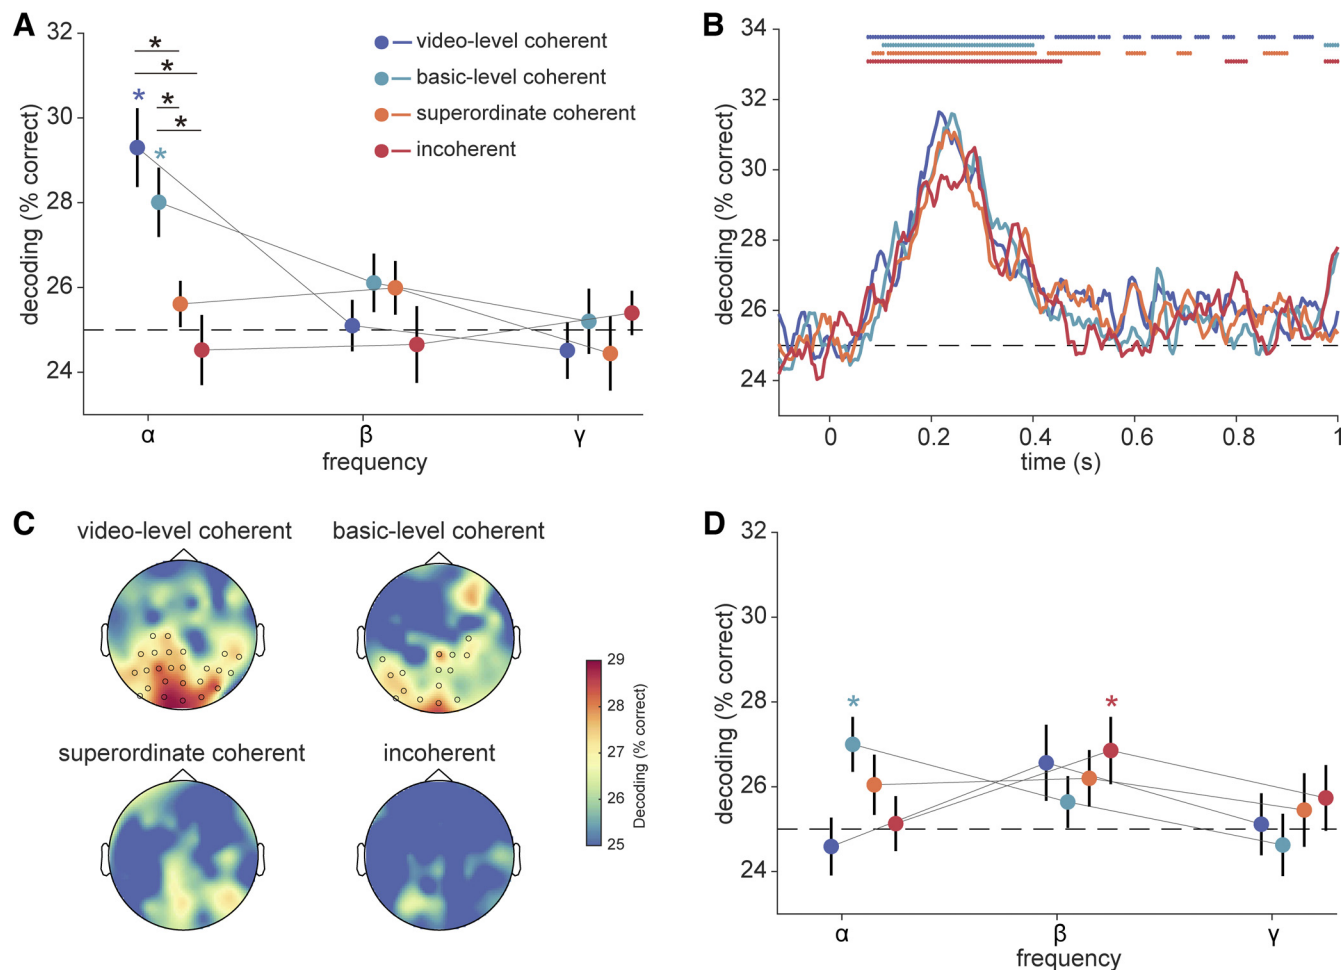 A
32
30
28
26
24
decoding (% correct)
*
*
*
*
*
*
video-level coherent
basic-level coherent
superordinate coherent
incoherent
α β γ
frequency
B
34
32
30
28
26
24
decoding (% correct)
0 0.2 0.4 0.6 0.8 1
time (s)
C
video-level coherent
basic-level coherent
superordinate coherent
incoherent
29
28
27
26
25
Decoding (% correct)
D
32
30
28
26
24
decoding (% correct)
* *
α β γ
frequency